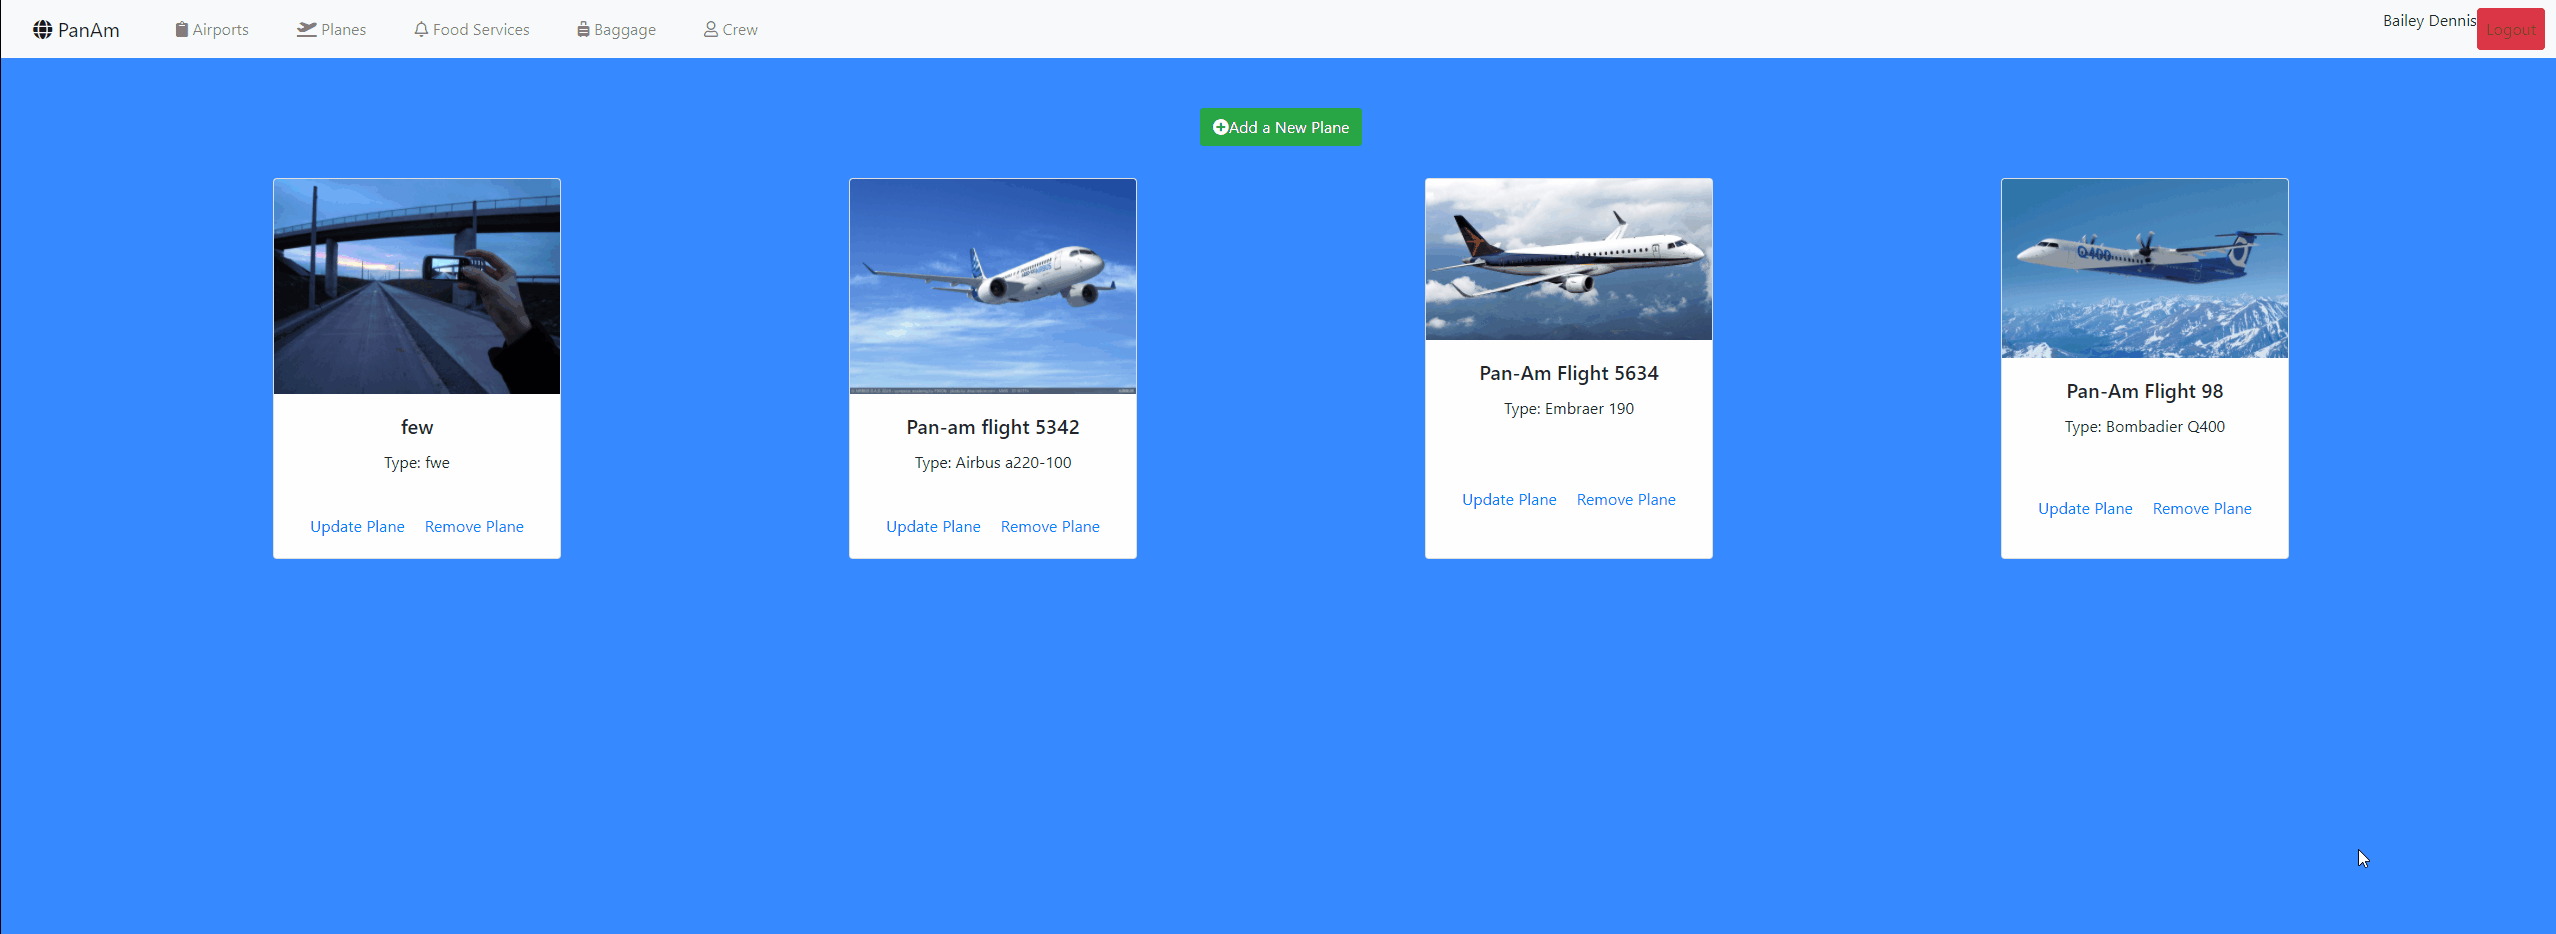 PanAm Airports Planes Food Services Baggage Crew Bailey Dennis Logout
Add a New Plane
few
Type: fwe
Update Plane Remove Plane
Pan-am flight 5342
Type: Airbus a220-100
Update Plane Remove Plane
Pan-Am Flight 5634
Type: Embraer 190
Update Plane Remove Plane
Q400
Pan-Am Flight 98
Type: Bombadier Q400
Update Plane Remove Plane